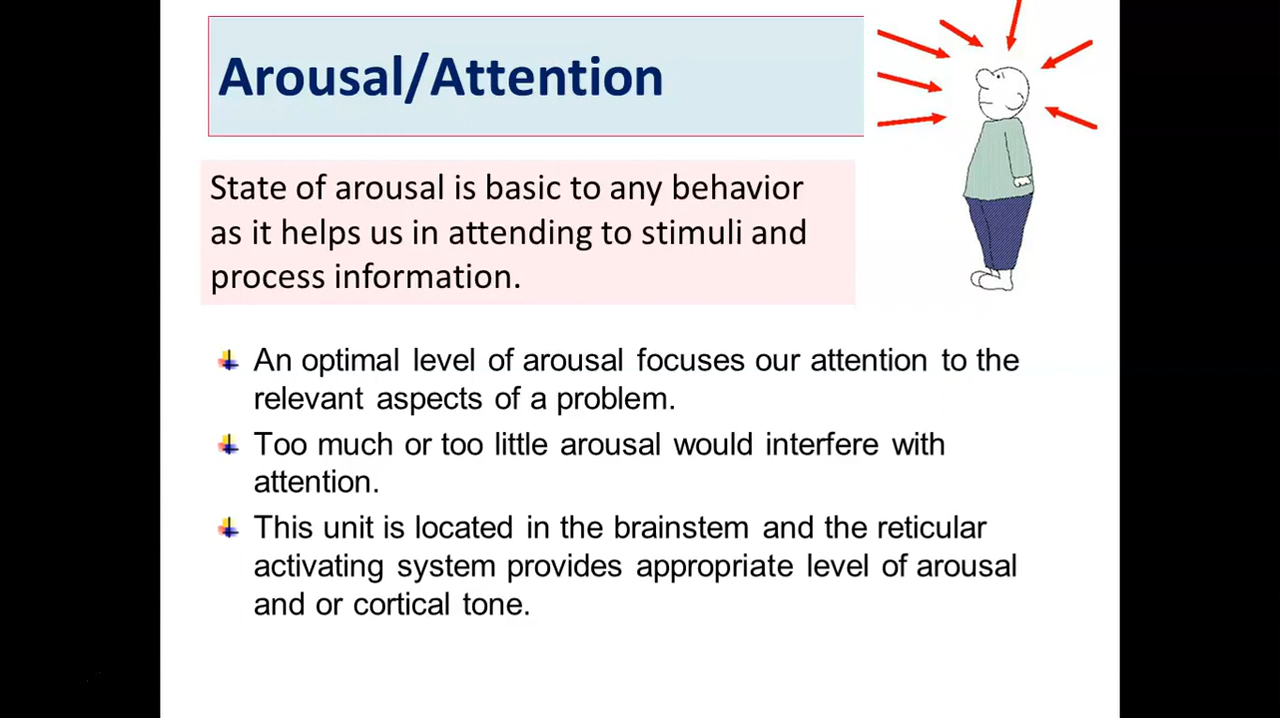 Arousal/Attention
State of arousal is basic to any behavior
as it helps us in attending to stimuli and
process information.
An optimal level of arousal focuses our attention to the
relevant aspects of a problem.
Too much or too little arousal would interfere with
attention.
This unit is located in the brainstem and the reticular
activating system provides appropriate level of arousal
and or cortical tone.